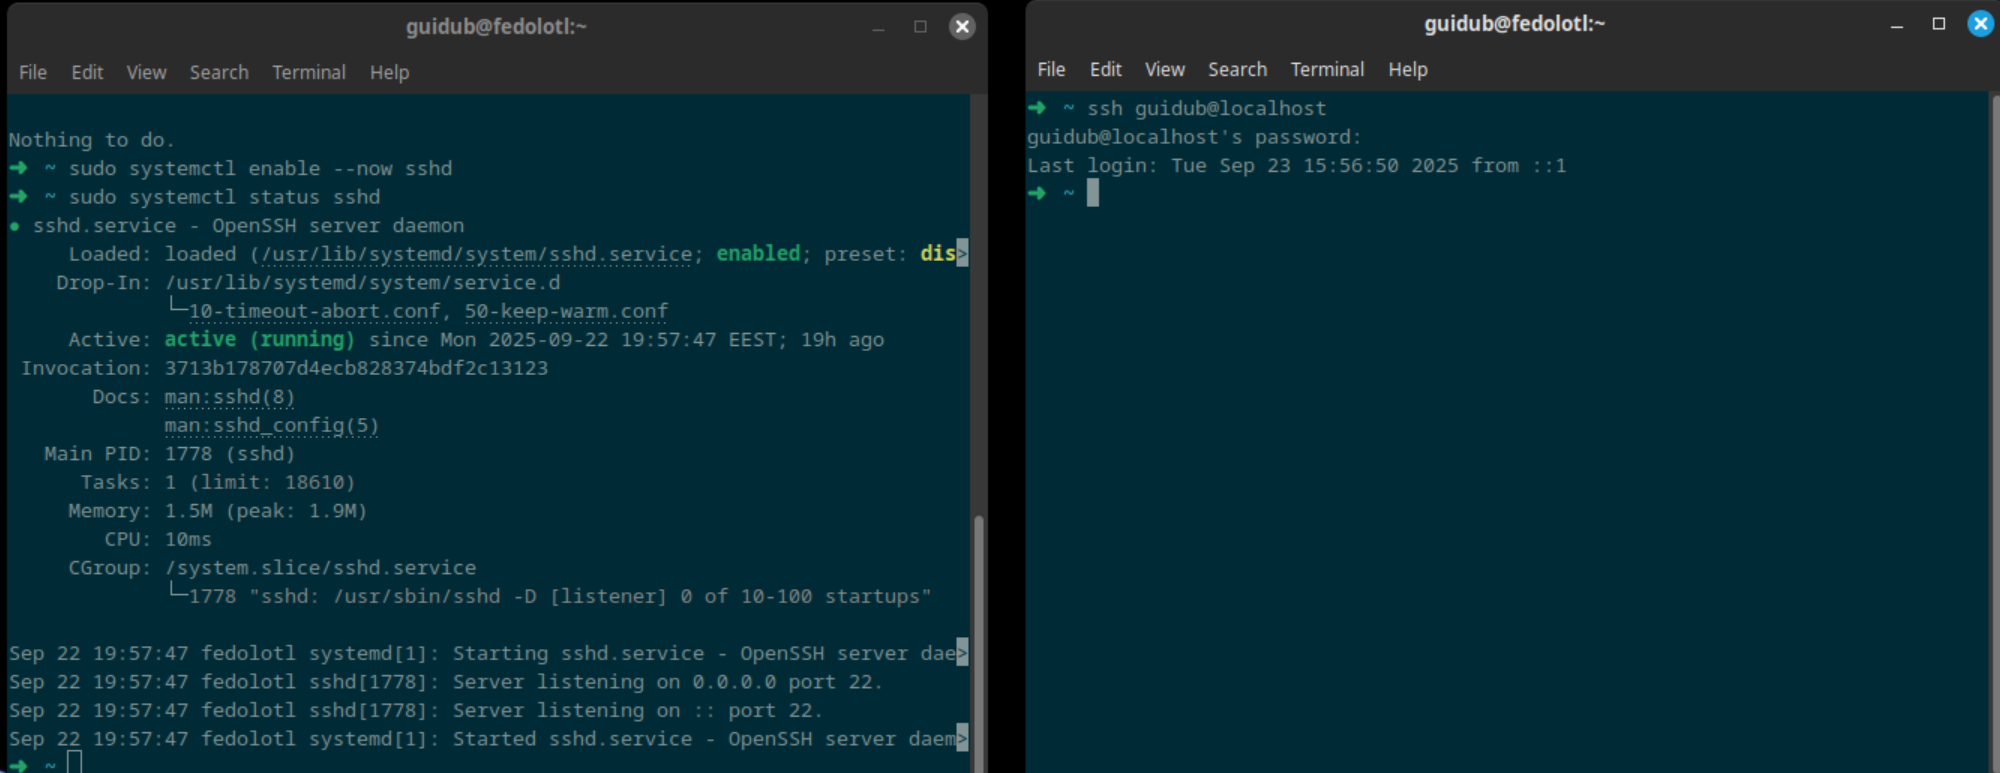 guidub@fedolotl:~
File Edit View Search Terminal Help
Nothing to do.
➜ ~ sudo systemctl enable --now sshd
➜ ~ sudo systemctl status sshd
● sshd.service - OpenSSH server daemon
Loaded: loaded (/usr/lib/systemd/system/sshd.service; enabled; preset: dis>
Drop-In: /usr/lib/systemd/system/service.d
└─10-timeout-abort.conf, 50-keep-warm.conf
Active: active (running) since Mon 2025-09-22 19:57:47 EEST; 19h ago
Invocation: 3713b178707d4ecb828374bdf2c13123
Docs: man:sshd(8)
man:sshd_config(5)
Main PID: 1778 (sshd)
Tasks: 1 (limit: 18610)
Memory: 1.5M (peak: 1.9M)
CPU: 10ms
CGroup: /system.slice/sshd.service
└─1778 "sshd: /usr/sbin/sshd -D [listener] 0 of 10-100 startups"
Sep 22 19:57:47 fedolotl systemd[1]: Starting sshd.service - OpenSSH server dae>
Sep 22 19:57:47 fedolotl sshd[1778]: Server listening on 0.0.0.0 port 22.
Sep 22 19:57:47 fedolotl sshd[1778]: Server listening on :: port 22.
Sep 22 19:57:47 fedolotl systemd[1]: Started sshd.service - OpenSSH server daem>
➜ ~
guidub@fedolotl:~
File Edit View Search Terminal Help
➜ ~ ssh guidub@localhost
guidub@localhost's password:
Last login: Tue Sep 23 15:56:50 2025 from ::1
➜ ~